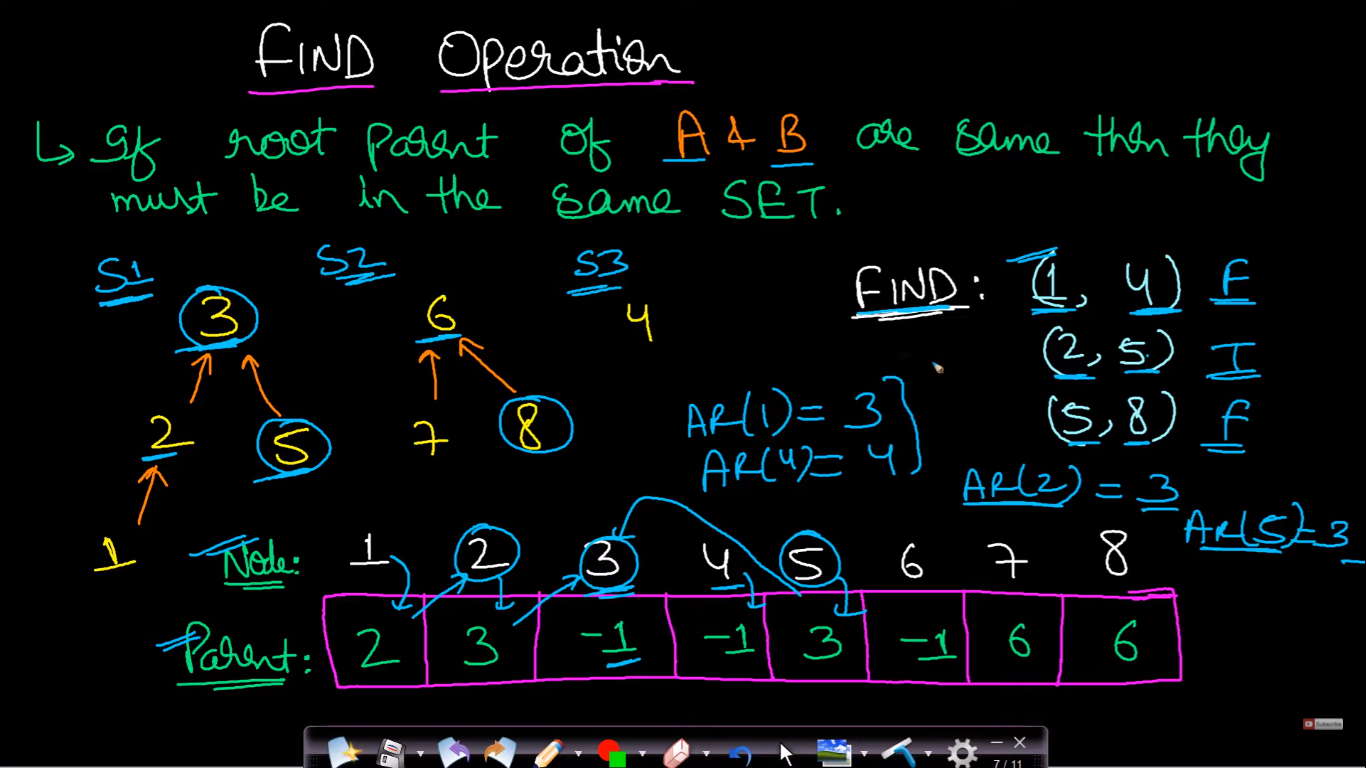 FIND Operation
↳ If root parent of A & B are same then they
must be in the same SET.
S1 S2 S3
3 6 4
2 5 7 8
1
FIND: (1, 4) F
(2, 5) T
(5, 8) F
AR(1) = 3
AR(4) = 4
AR(2) = 3
AR(5) = 3
Node: 1 2 3 4 5 6 7 8
Parent: 2 3 -1 -1 3 -1 6 6
Subscribe
7 / 11